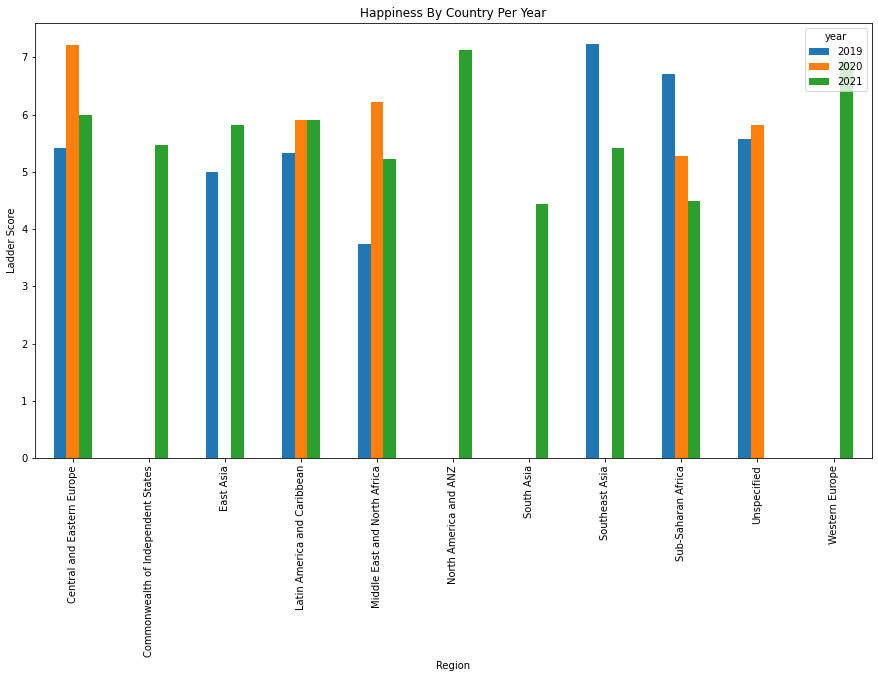 Happiness By Country Per Year
year
2019
2020
2021
Ladder Score
7
6
5
4
3
2
1
0
Central and Eastern Europe
Commonwealth of Independent States
East Asia
Latin America and Caribbean
Middle East and North Africa
North America and ANZ
South Asia
Southeast Asia
Sub-Saharan Africa
Unspecified
Western Europe
Region